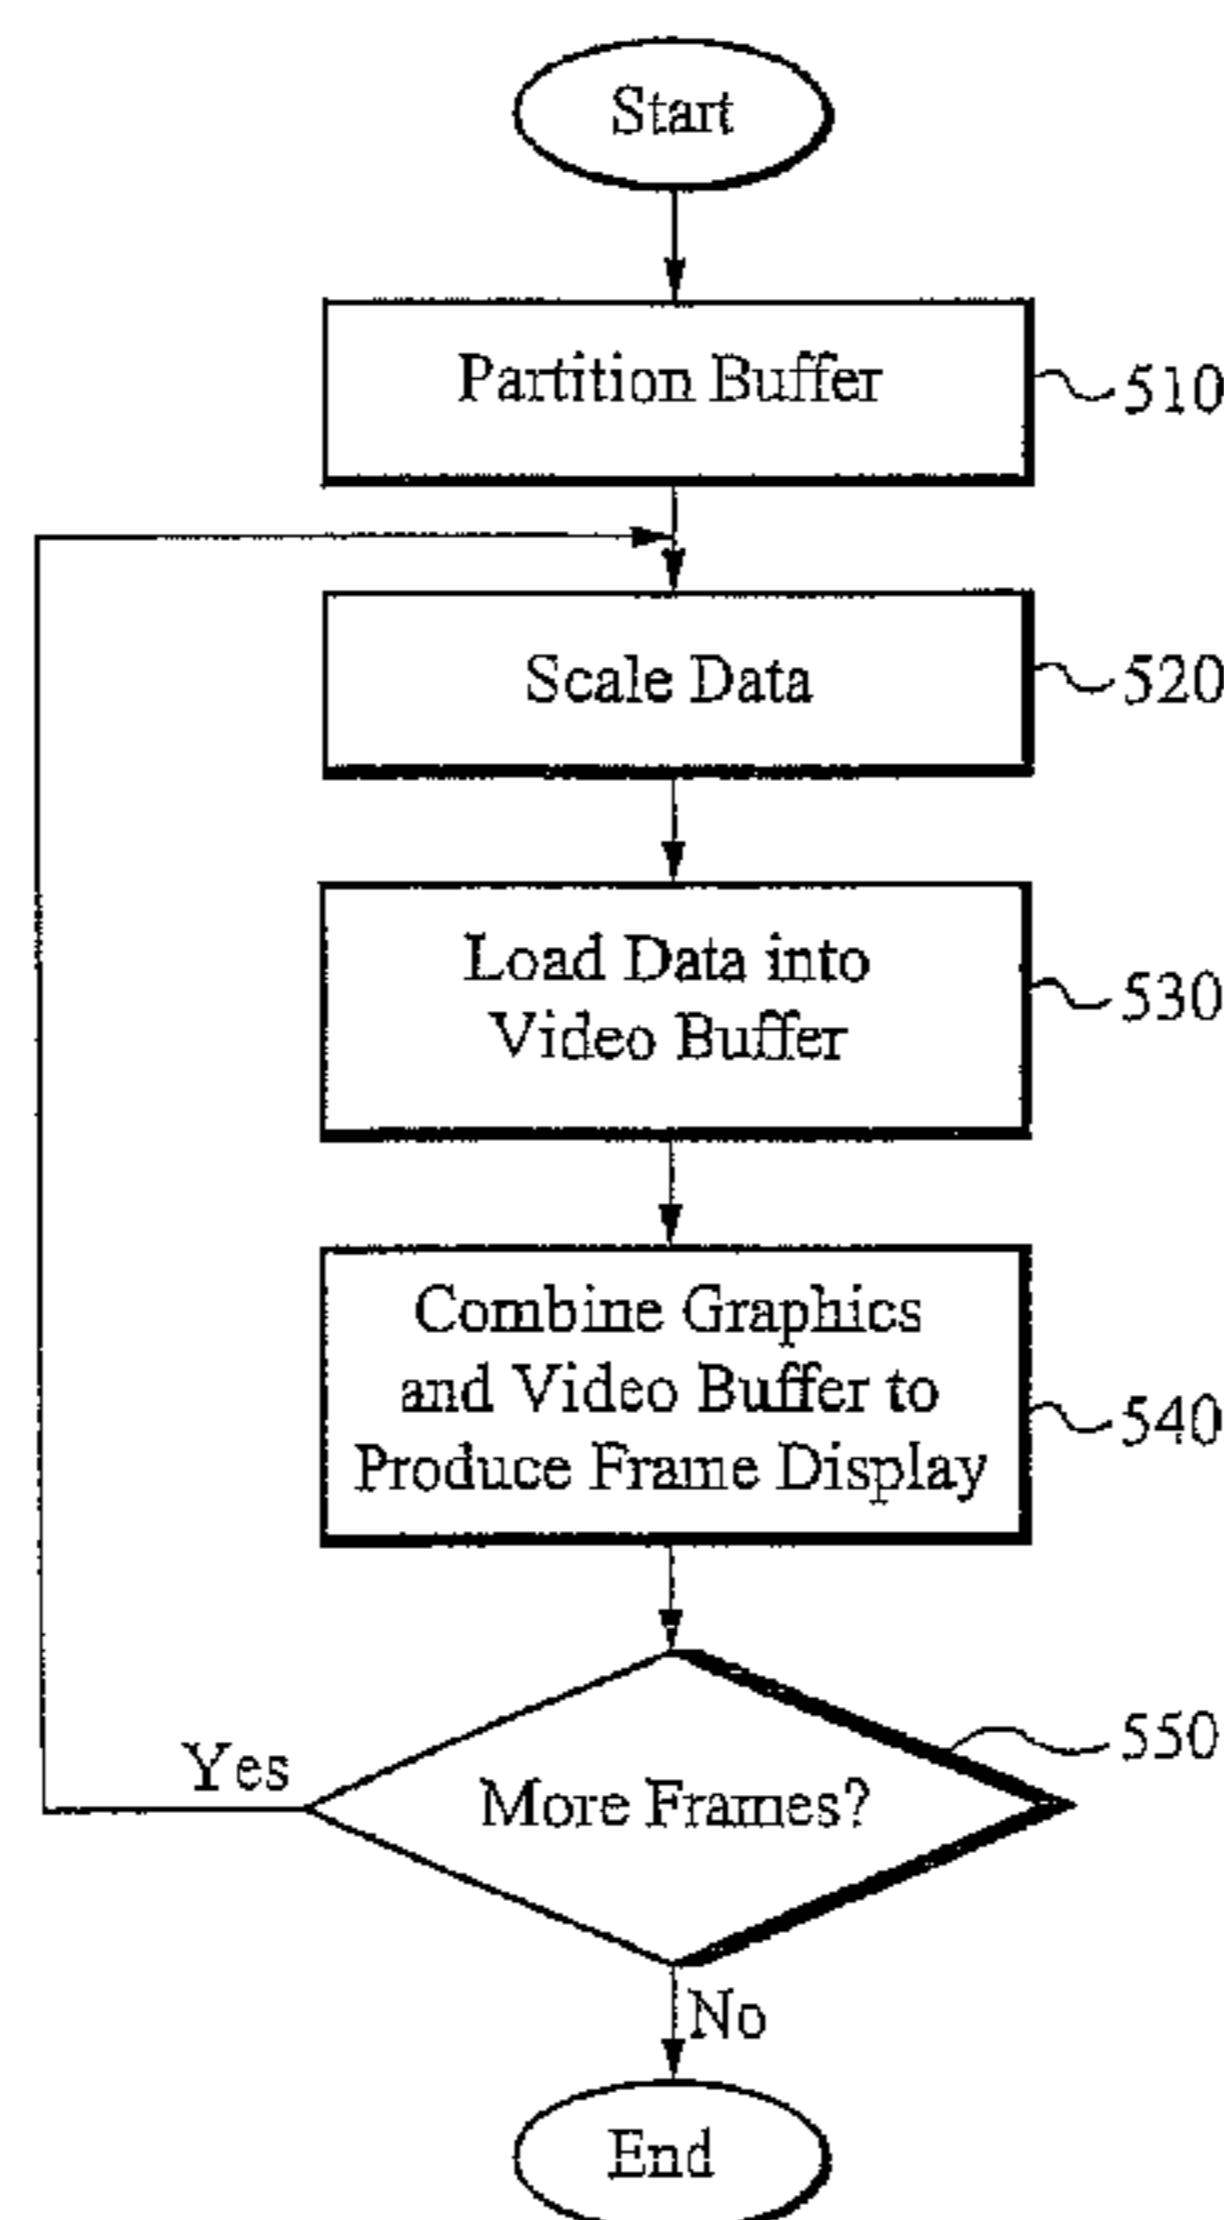 Start
Partition Buffer
510
Scale Data
520
Load Data into
Video Buffer
530
Combine Graphics
and Video Buffer to
Produce Frame Display
540
More Frames?
550
Yes
No
End